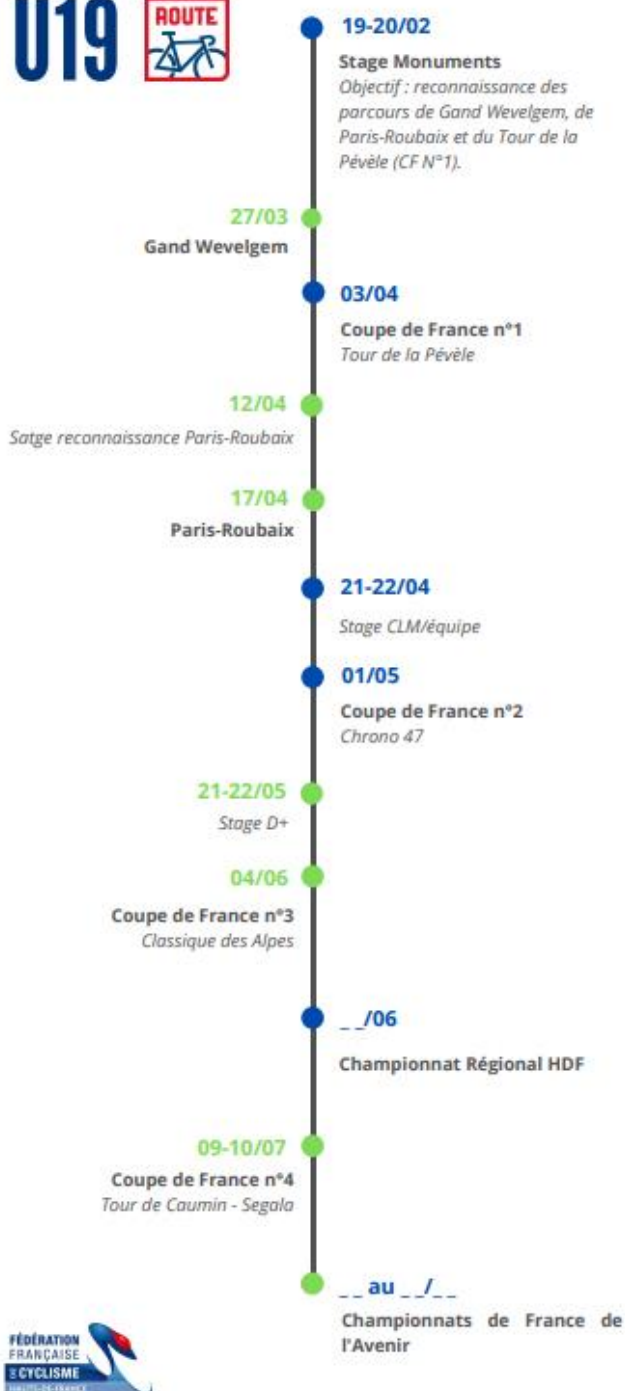 U19
ROUTE
19-20/02
Stage Monuments
Objectif : reconnaissance des
parcours de Gand Wevelgem, de
Paris-Roubaix et du Tour de la
Pévèle (CF N°1).
27/03
Gand Wevelgem
03/04
Coupe de France n°1
Tour de la Pévèle
12/04
Satge reconnaissance Paris-Roubaix
17/04
Paris-Roubaix
21-22/04
Stage CLM/équipe
01/05
Coupe de France n°2
Chrono 47
21-22/05
Stage D+
04/06
Coupe de France n°3
Classique des Alpes
_ _/06
Championnat Régional HDF
09-10/07
Coupe de France n°4
Tour de Caumin - Segala
_ _ au _ _/_ _
Championnats de France de
l'Avenir
FÉDÉRATION
FRANÇAISE
DE CYCLISME
HAUTS-DE-FRANCE